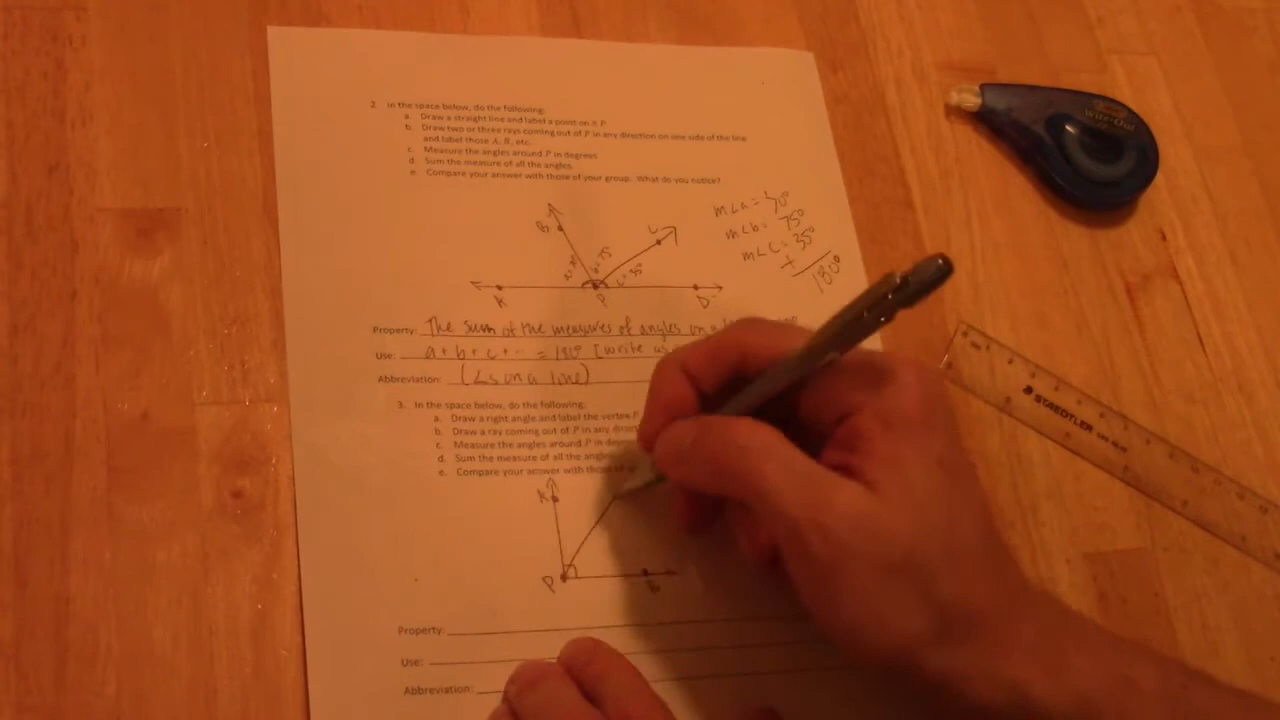 2. In the space below, do the following:
a. Draw a straight line and label a point on it P.
b. Draw two or three rays coming out of P in any direction on one side of the line
and label those A, B, etc.
c. Measure the angles around P in degrees
d. Sum the measure of all the angles.
e. Compare your answer with those of your group. What do you notice?
B
C
b=75°
c=35°
A
P
D
m∠b= 75°
m∠c= 35°
+
180°
Property: The sum of the measures of angles on a
Use: a+b+c+... = 180° [write as
Abbreviation: (∠s on a line)
3. In the space below, do the following:
a. Draw a right angle and label the vertex P
b. Draw a ray coming out of P in any
c. Measure the angles around P in
d. Sum the measure of all the
e. Compare your answer with
A
P
B
Property:
Use:
Abbreviation:
Wite-Out
STAEDTLER